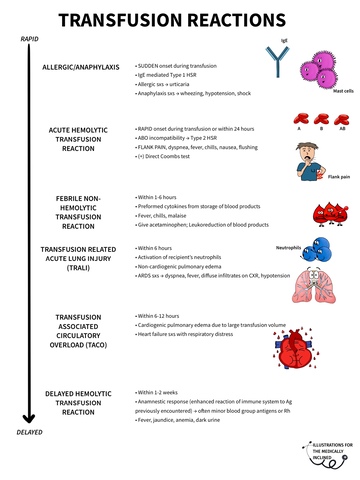 TRANSFUSION REACTIONS
RAPID
IgE
ALLERGIC/ANAPHYLAXIS
• SUDDEN onset during transfusion
• IgE mediated Type 1 HSR
• Allergic sxs → urticaria
• Anaphylaxis sxs → wheezing, hypotension, shock
Mast cells
ACUTE HEMOLYTIC
TRANSFUSION
REACTION
• RAPID onset during transfusion or within 24 hours
• ABO incompatibility → Type 2 HSR
• FLANK PAIN, dyspnea, fever, chills, nausea, flushing
• (+) Direct Coombs test
A B AB
Flank pain
FEBRILE NON-
HEMOLYTIC
TRANSFUSION
REACTION
• Within 1-6 hours
• Preformed cytokines from storage of blood products
• Fever, chills, malaise
• Give acetaminophen; Leukoreduction of blood products
TRANSFUSION RELATED
ACUTE LUNG INJURY
(TRALI)
• Within 6 hours
• Activation of recipient's neutrophils
• Non-cardiogenic pulmonary edema
• ARDS sxs → dyspnea, fever, diffuse infiltrates on CXR, hypotension
Neutrophils
TRANSFUSION
ASSOCIATED
CIRCULATORY
OVERLOAD (TACO)
• Within 6-12 hours
• Cardiogenic pulmonary edema due to large transfusion volume
• Heart failure sxs with respiratory distress
DELAYED HEMOLYTIC
TRANSFUSION
REACTION
• Within 1-2 weeks
• Anamnestic response (enhanced reaction of immune system to Ag
previously encountered) → often minor blood group antigens or Rh
• Fever, jaundice, anemia, dark urine
DELAYED
ILLUSTRATIONS FOR
THE MEDICALLY
INCLINED